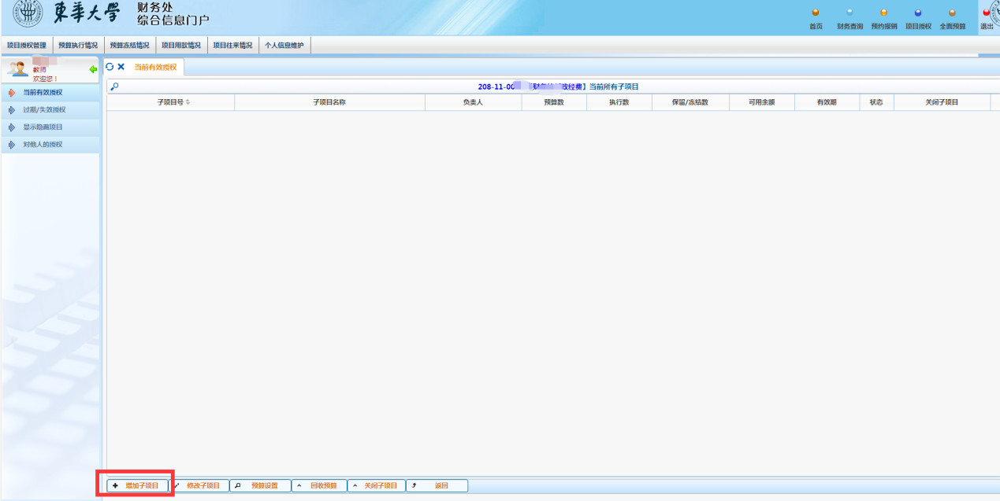 東華大學 财务处
综合信息门户
首页 财务查询 预约报销 项目授权 全面预算 退出
项目授权管理 预算执行情况 预算冻结情况 项目用款情况 项目往来情况 个人信息维护
教师
欢迎您！
当前有效授权
208-11-00 改经费】当前所有子项目
当前有效授权
过期/失效授权
显示隐藏项目
对他人的授权
子项目号 子项目名称 负责人 预算数 执行数 保留/冻结数 可用余额 有效期 状态 关闭子项目
增加子项目 修改子项目 预算设置 回收预算 关闭子项目 返回